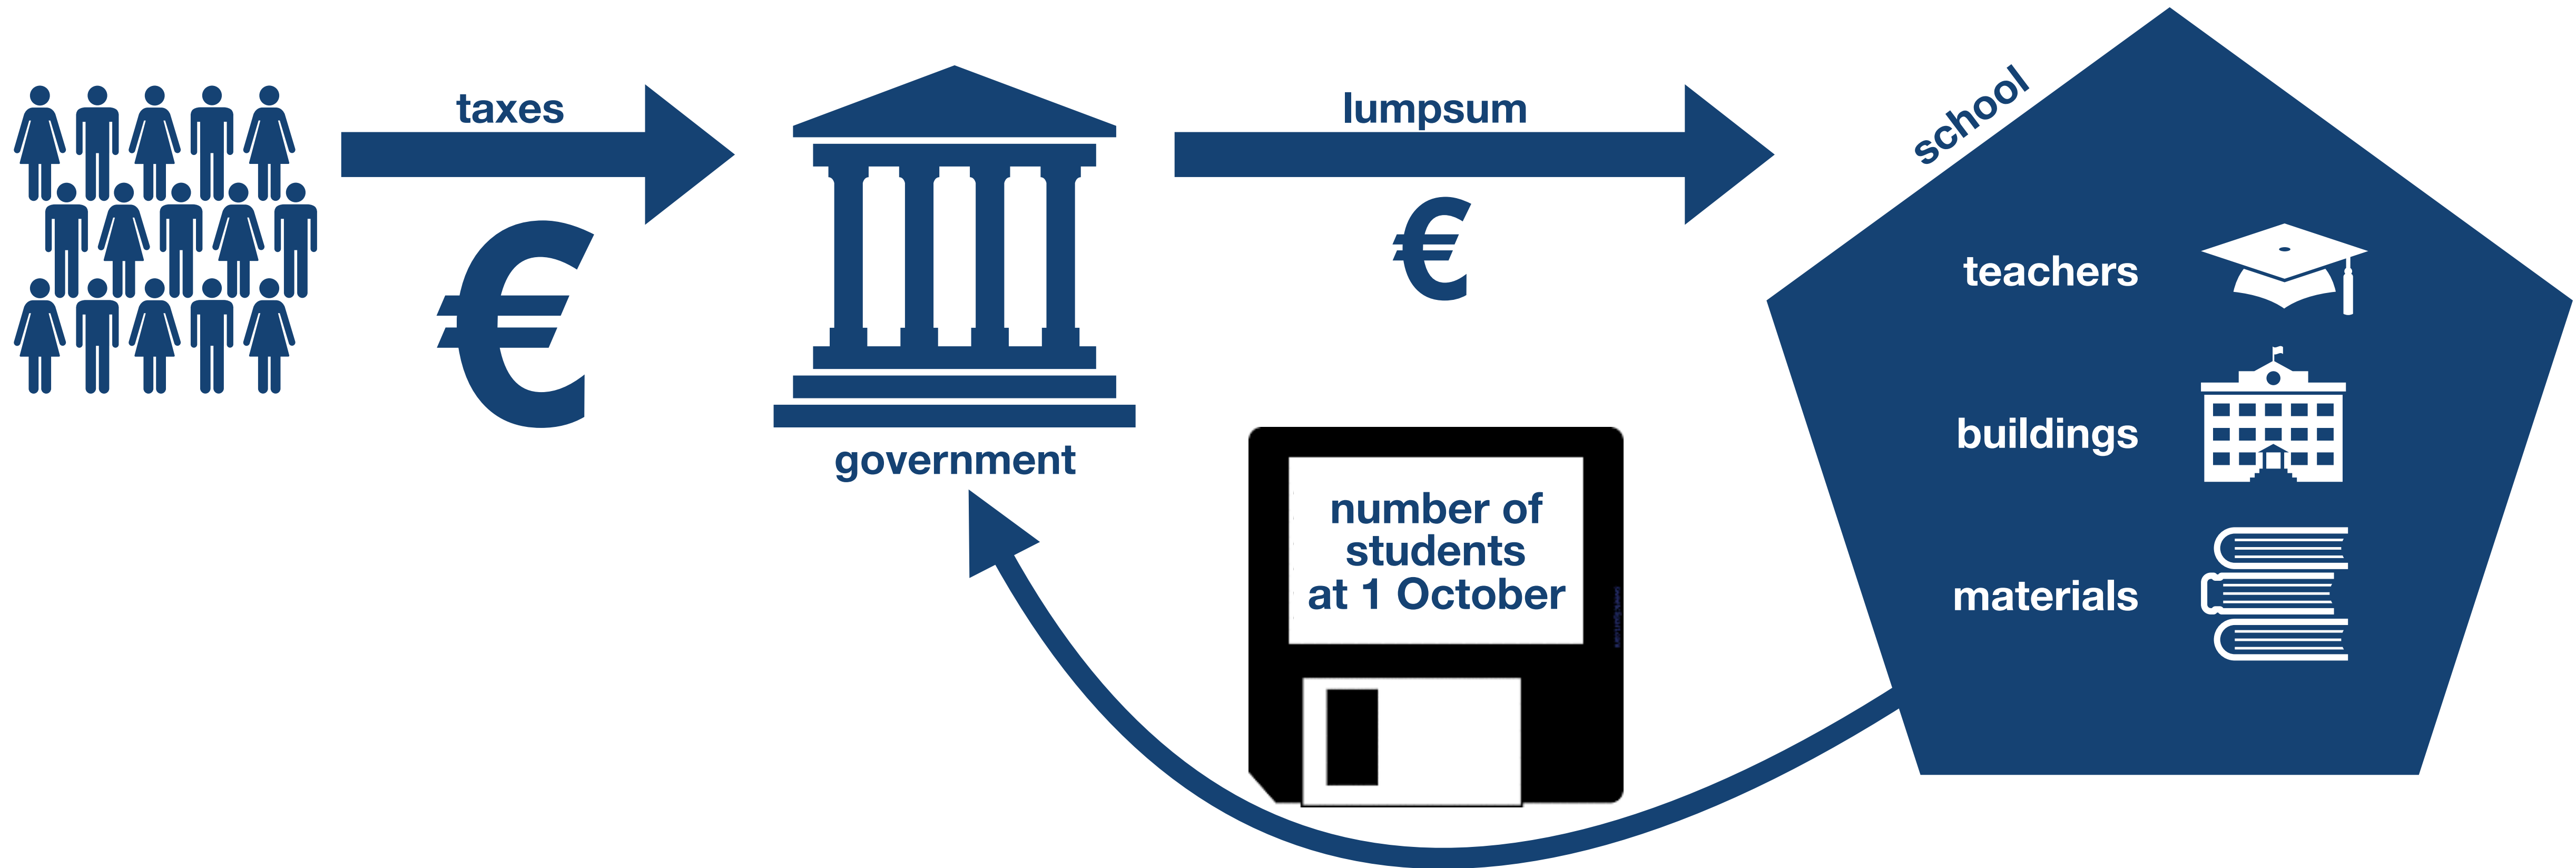 taxes
€
government
lumpsum
€
number of
students
at 1 October
school
teachers
buildings
materials